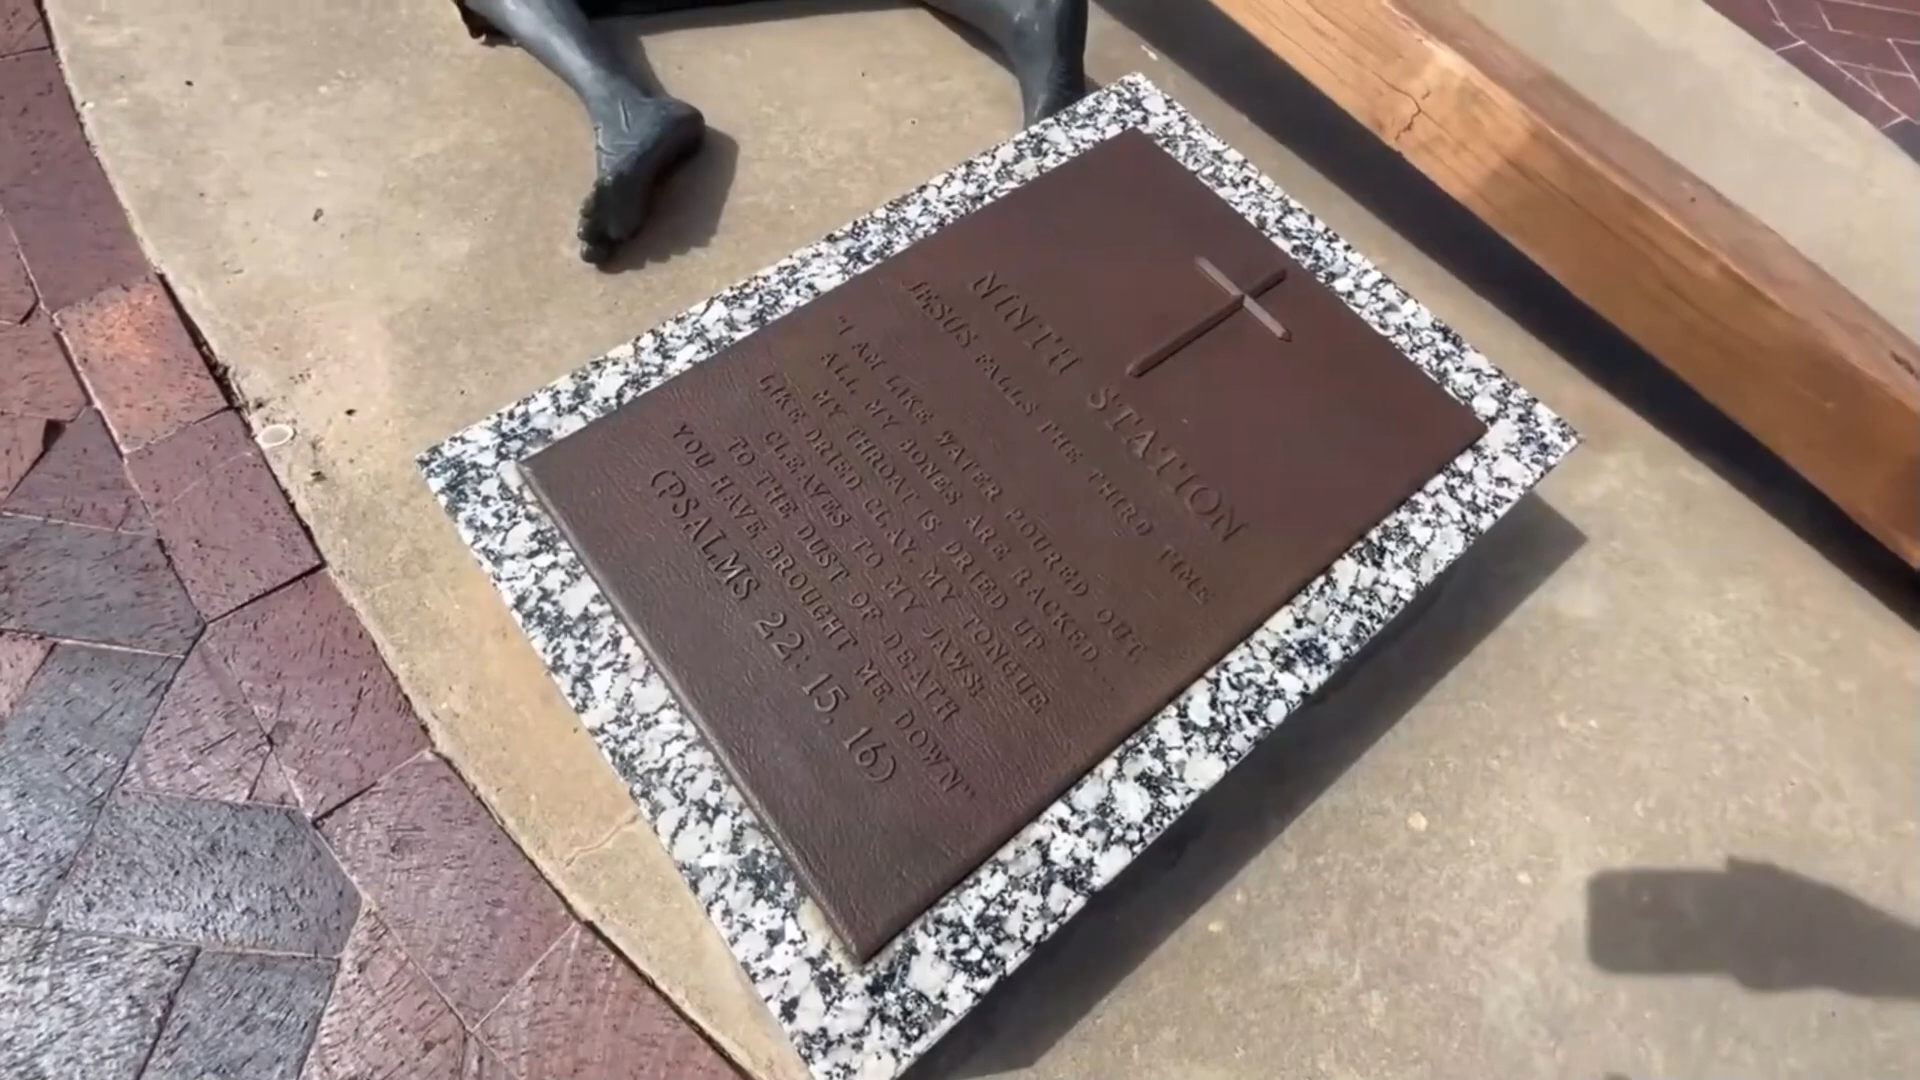 NINTH STATION
JESUS FALLS THE THIRD TIME
"I AM LIKE WATER POURED OUT,
ALL MY BONES ARE RACKED.
MY THROAT IS DRIED UP
LIKE DRIED CLAY. MY TONGUE
CLEAVES TO MY JAWS:
TO THE DUST OF DEATH
YOU HAVE BROUGHT ME DOWN"
(PSALMS 22: 15, 16)